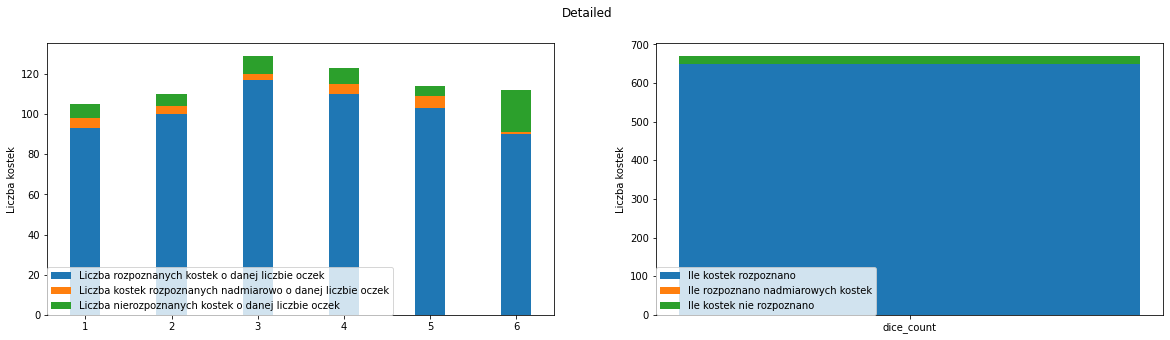 Detailed
Liczba kostek
120
100
80
60
40
20
0
1 2 3 4 5 6
Liczba rozpoznanych kostek o danej liczbie oczek
Liczba kostek rozpoznanych nadmiarowo o danej liczbie oczek
Liczba nierozpoznanych kostek o danej liczbie oczek
Liczba kostek
700
600
500
400
300
200
100
0
dice_count
Ile kostek rozpoznano
Ile rozpoznano nadmiarowych kostek
Ile kostek nie rozpoznano